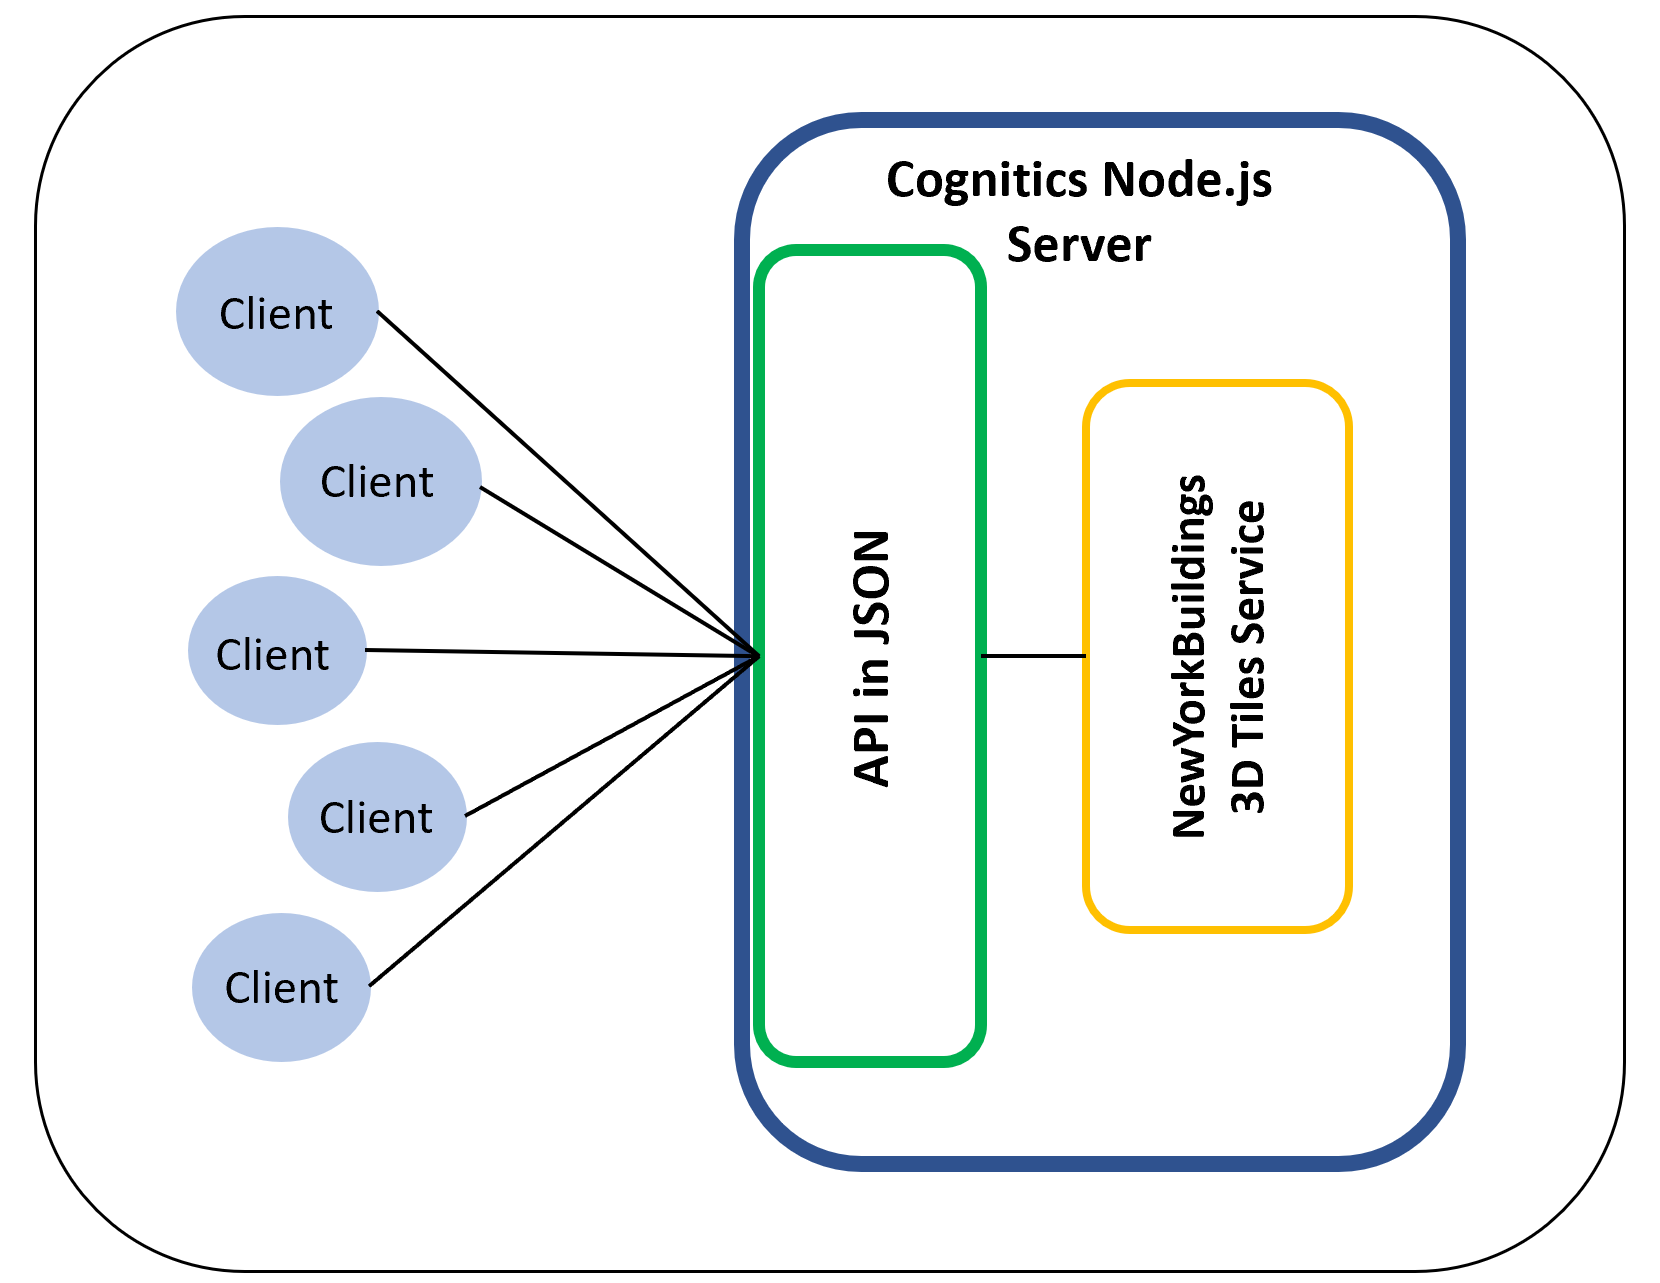 Cognitics Node.js
Server
Client
Client
Client
Client
Client
API in JSON
NewYorkBuildings
3D Tiles Service